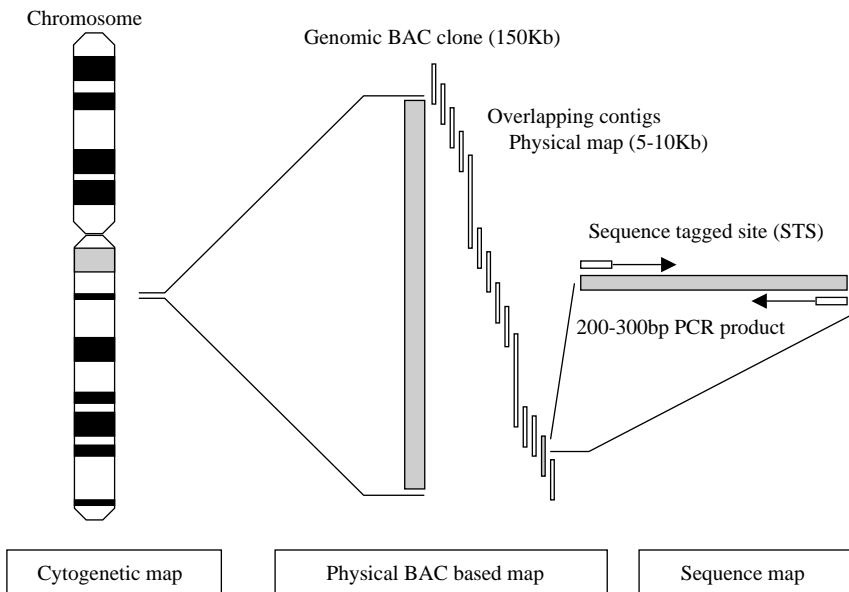 Chromosome
Genomic BAC clone (150Kb)
Overlapping contigs
Physical map (5-10Kb)
Sequence tagged site (STS)
200-300bp PCR product
Cytogenetic map
Physical BAC based map
Sequence map